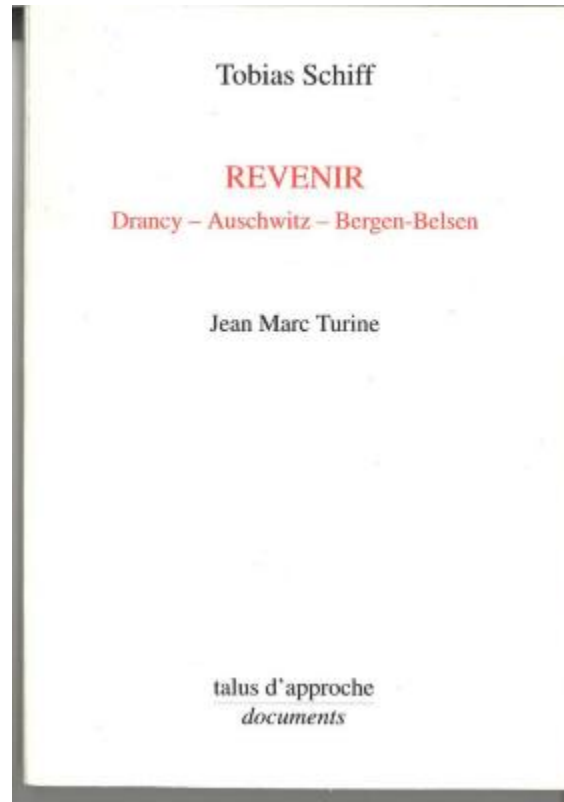 Tobias Schiff
REVENIR
Drancy – Auschwitz – Bergen-Belsen
Jean Marc Turine
talus d'approche
documents